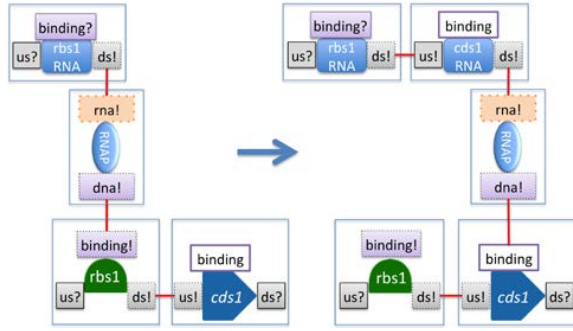 binding?
us?
rbs1
RNA
ds!
rna!
RNAP
dna!
binding!
us?
rbs1
ds!
binding
us!
cds1
ds?
binding?
us?
rbs1
RNA
ds!
binding
us!
cds1
RNA
ds!
rna!
RNAP
dna!
binding!
us?
rbs1
ds!
binding
us!
cds1
ds?